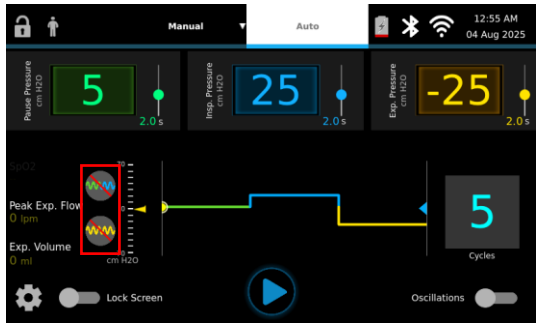 Manual ▼ Auto
12:55 AM
04 Aug 2025
Pause Pressure
cm H2O
5
2.0 s
Insp. Pressure
cm H2O
25
2.0 s
Exp. Pressure
cm H2O
-25
2.0 s
SpO2
Peak Exp. Flow
0 lpm
Exp. Volume
0 ml
70
0
cm H2O
5
Cycles
Lock Screen
Oscillations